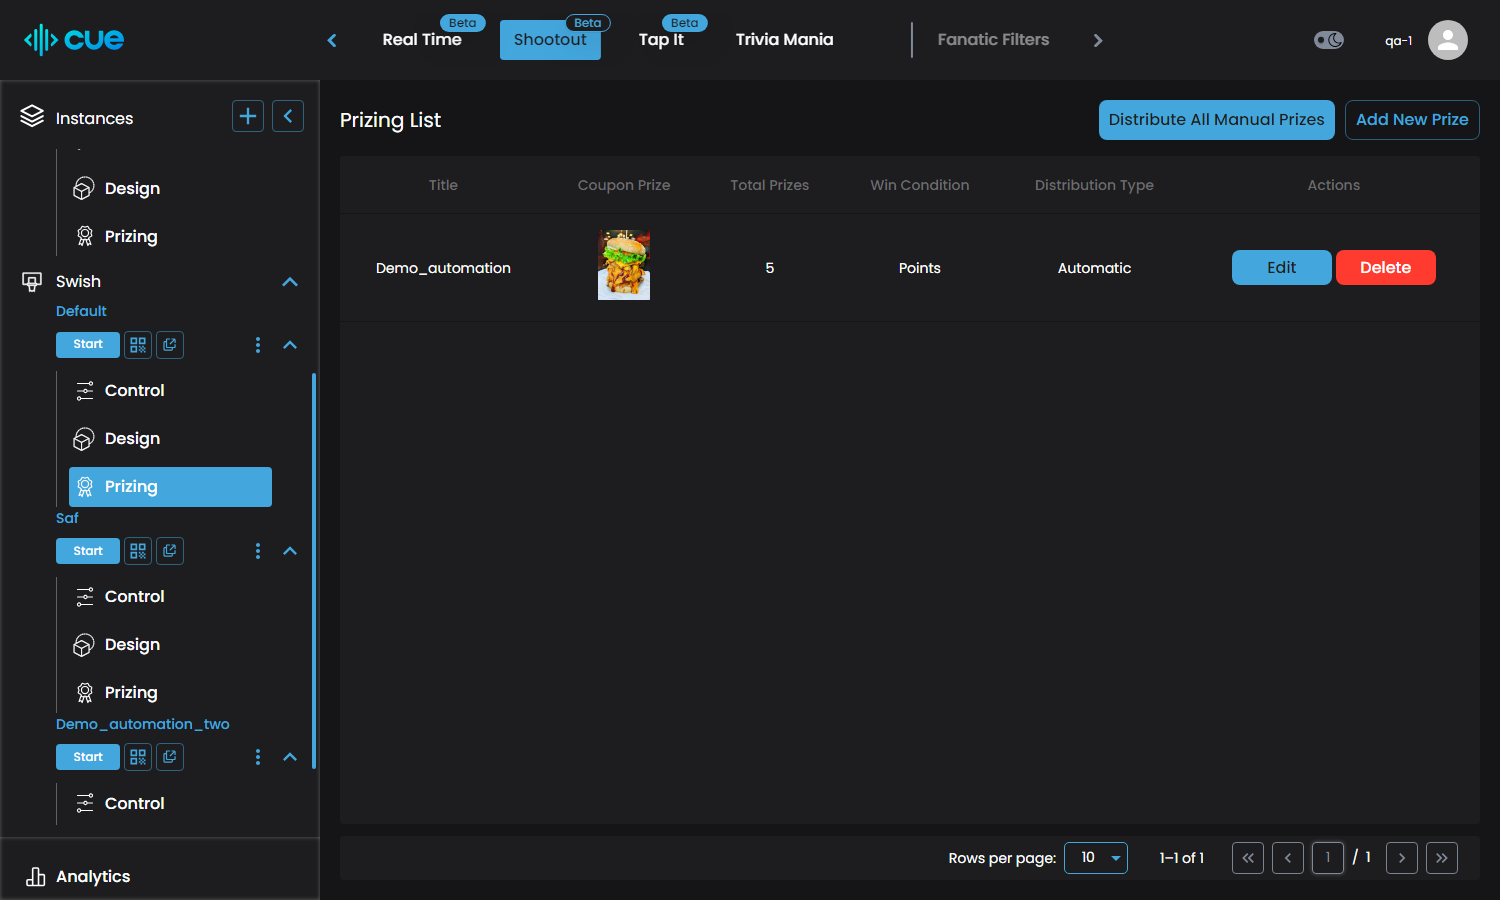 cue
Real Time
Beta
Shootout
Beta
Tap It
Beta
Trivia Mania
Fanatic Filters
qa-1
Instances
Design
Prizing
Swish
Default
Start
Control
Design
Prizing
Saf
Start
Control
Design
Prizing
Demo_automation_two
Start
Control
Analytics
Prizing List
Distribute All Manual Prizes
Add New Prize
Title Coupon Prize Total Prizes Win Condition Distribution Type Actions
Demo_automation 5 Points Automatic Edit Delete
Rows per page: 10 1–1 of 1 1 / 1